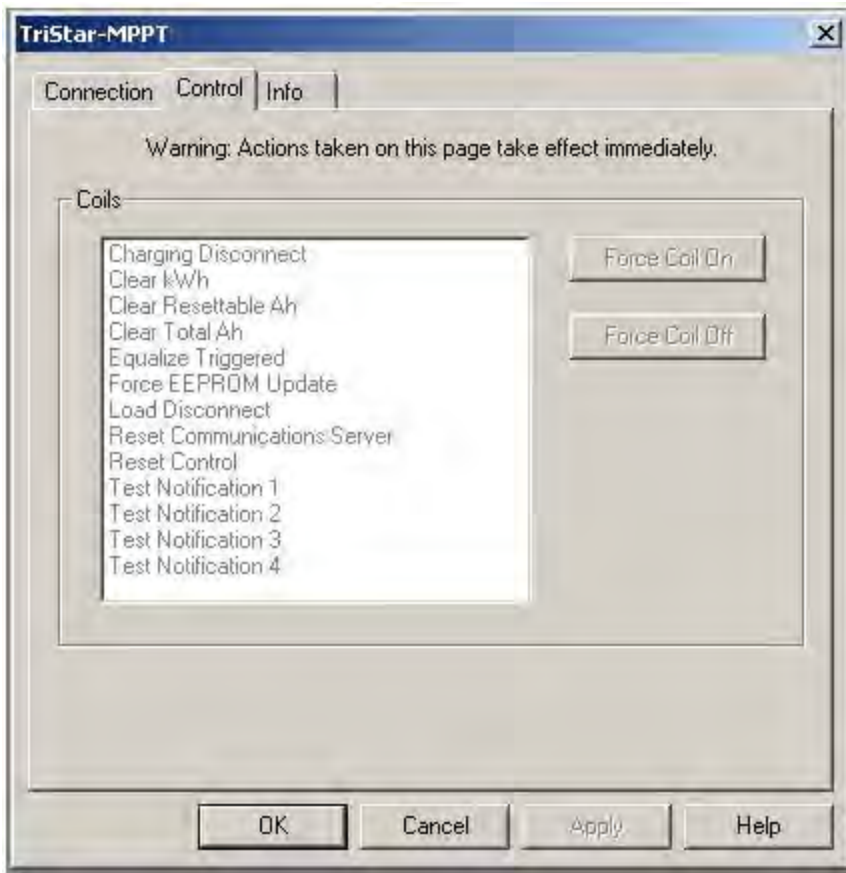 TriStar-MPPT
Connection Control Info
Warning: Actions taken on this page take effect immediately.
Coils
Charging Disconnect
Clear kWh
Clear Resettable Ah
Clear Total Ah
Equalize Triggered
Force EEPROM Update
Load Disconnect
Reset Communications Server
Reset Control
Test Notification 1
Test Notification 2
Test Notification 3
Test Notification 4
Force Coil On
Force Coil Off
OK Cancel Apply Help